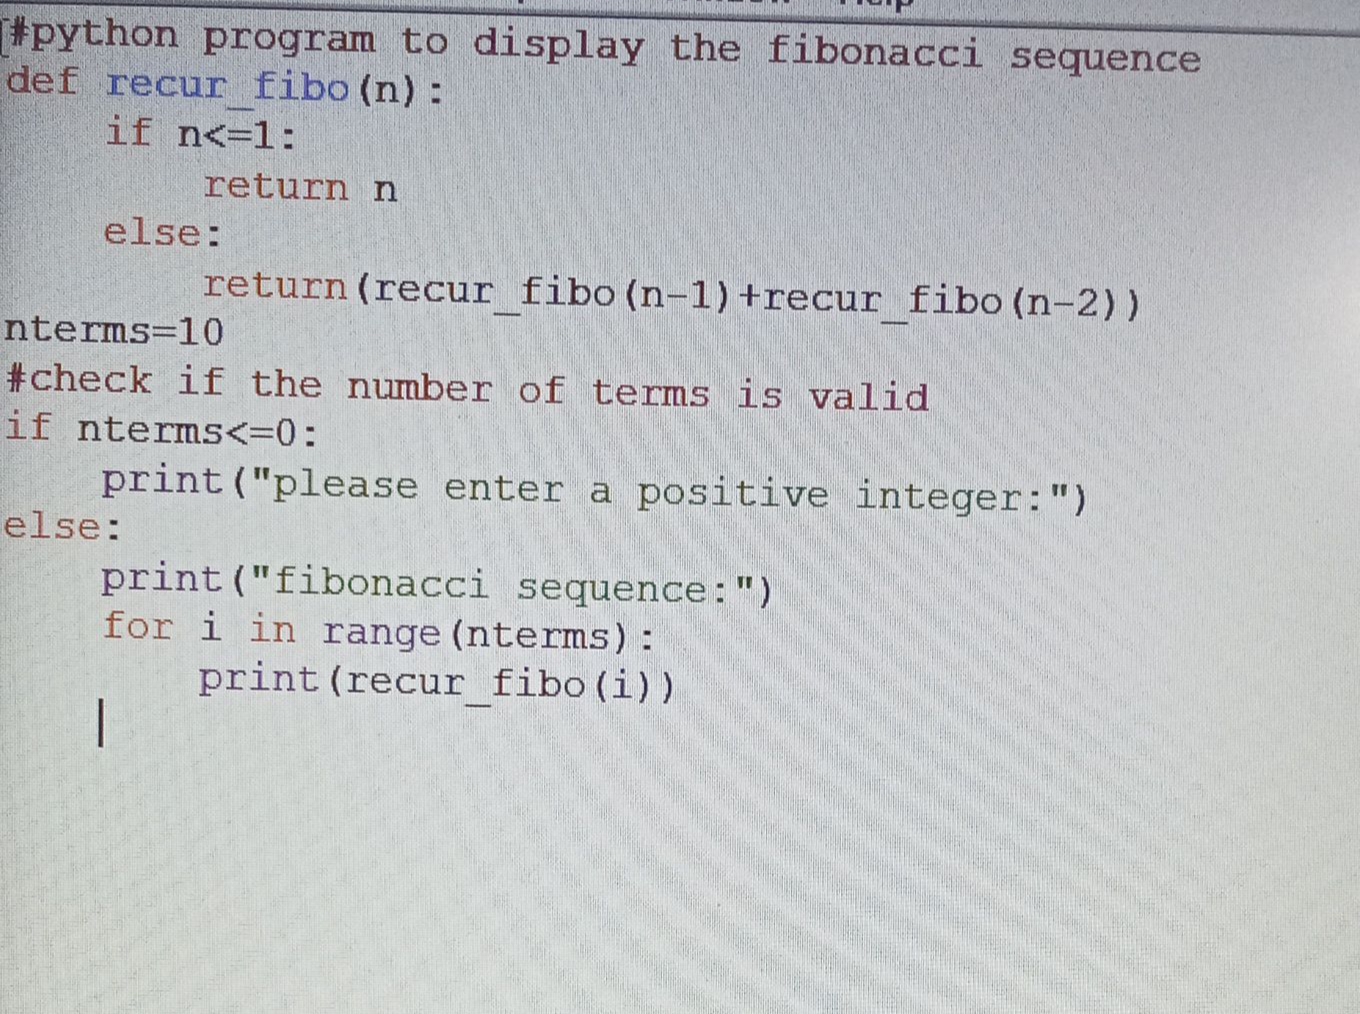 #python program to display the fibonacci sequence
def recur_fibo(n):
    if n<=1:
        return n
    else:
        return(recur_fibo(n-1)+recur_fibo(n-2))
nterms=10
#check if the number of terms is valid
if nterms<=0:
    print("please enter a positive integer:")
else:
    print("fibonacci sequence:")
    for i in range(nterms):
        print(recur_fibo(i))